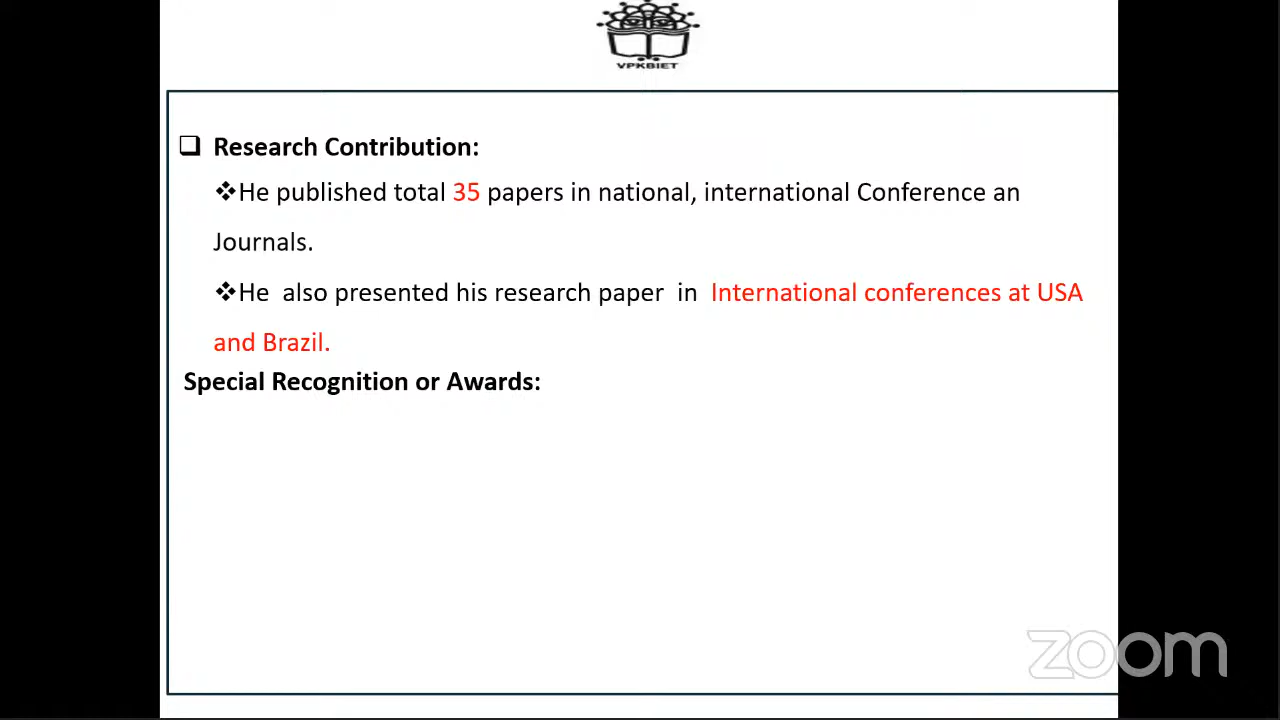 VPKBIET
Research Contribution:
He published total 35 papers in national, international Conference an
Journals.
He also presented his research paper in International conferences at USA
and Brazil.
Special Recognition or Awards:
zoom